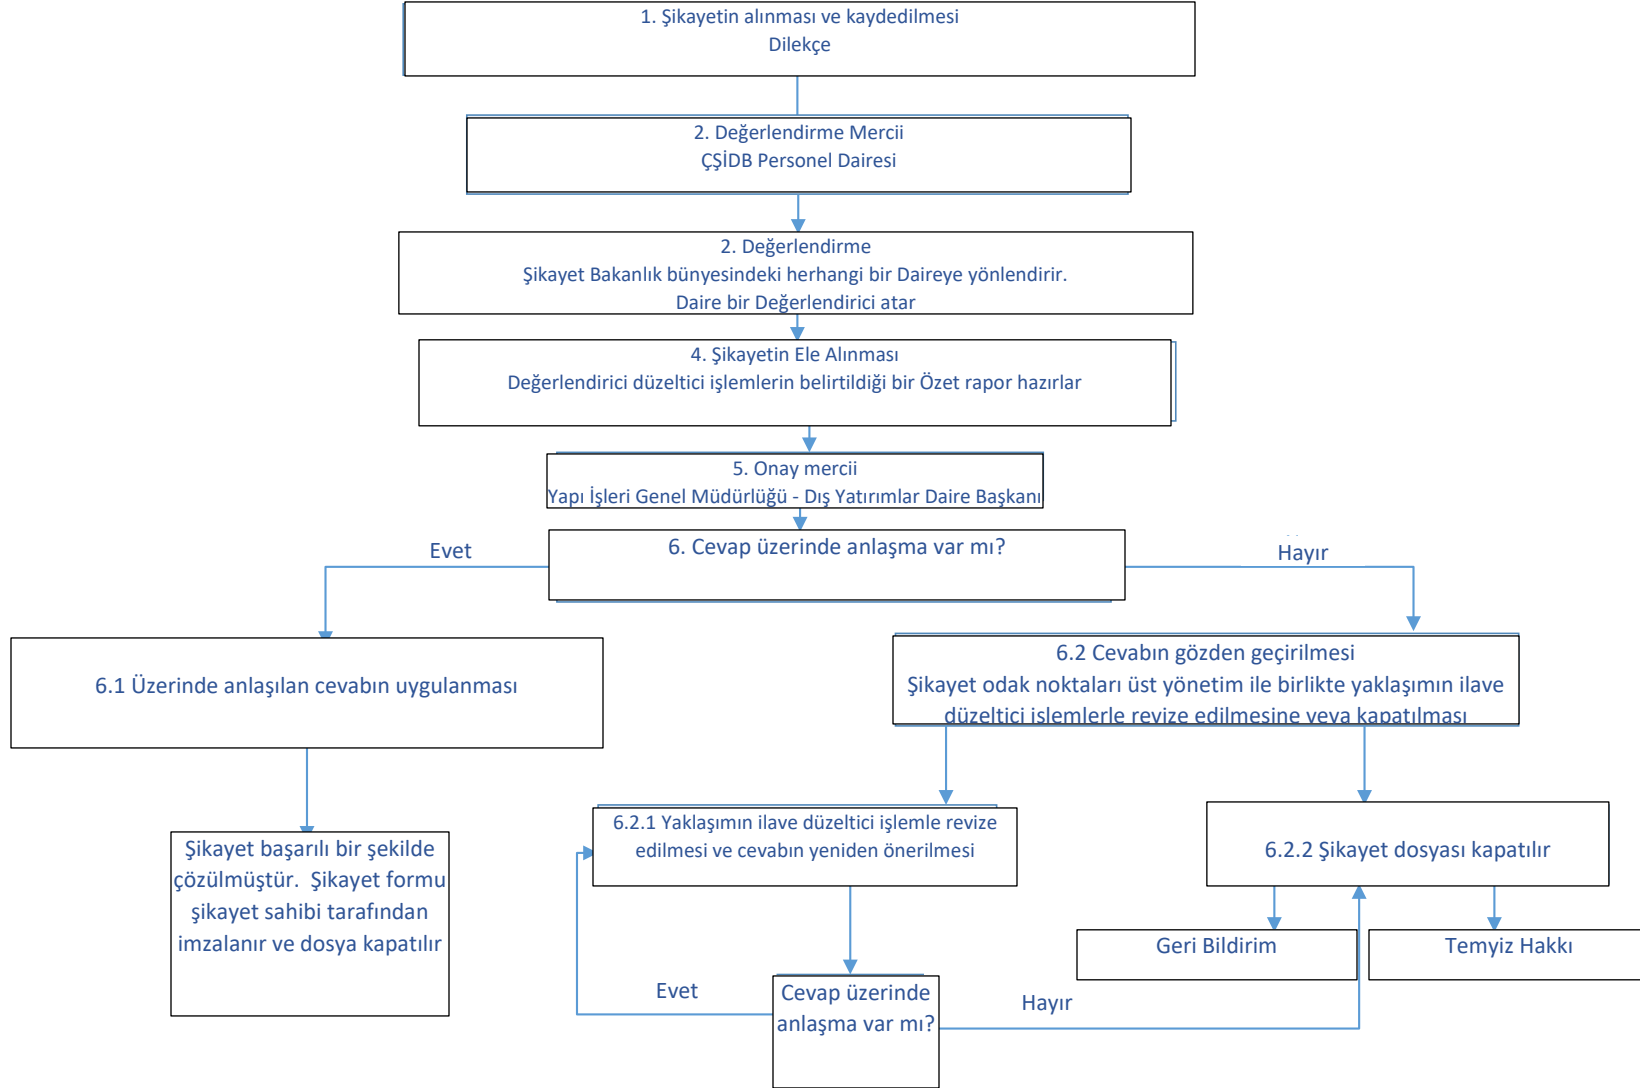 1. Şikayetin alınması ve kaydedilmesi
Dilekçe
2. Değerlendirme Mercii
ÇŞİDB Personel Dairesi
2. Değerlendirme
Şikayet Bakanlık bünyesindeki herhangi bir Daireye yönlendirir.
Daire bir Değerlendirici atar
4. Şikayetin Ele Alınması
Değerlendirici düzeltici işlemlerin belirtildiği bir Özet rapor hazırlar
5. Onay mercii
Yapı İşleri Genel Müdürlüğü - Dış Yatırımlar Daire Başkanı
6. Cevap üzerinde anlaşma var mı?
Evet
Hayır
6.1 Üzerinde anlaşılan cevabın uygulanması
6.2 Cevabın gözden geçirilmesi
Şikayet odak noktaları üst yönetim ile birlikte yaklaşımın ilave
düzeltici işlemlerle revize edilmesine veya kapatılması
Şikayet başarılı bir şekilde
çözülmüştür. Şikayet formu
şikayet sahibi tarafından
imzalanır ve dosya kapatılır
6.2.1 Yaklaşımın ilave düzeltici işlemle revize
edilmesi ve cevabın yeniden önerilmesi
6.2.2 Şikayet dosyası kapatılır
Geri Bildirim
Temyiz Hakkı
Evet
Cevap üzerinde
anlaşma var mı?
Hayır